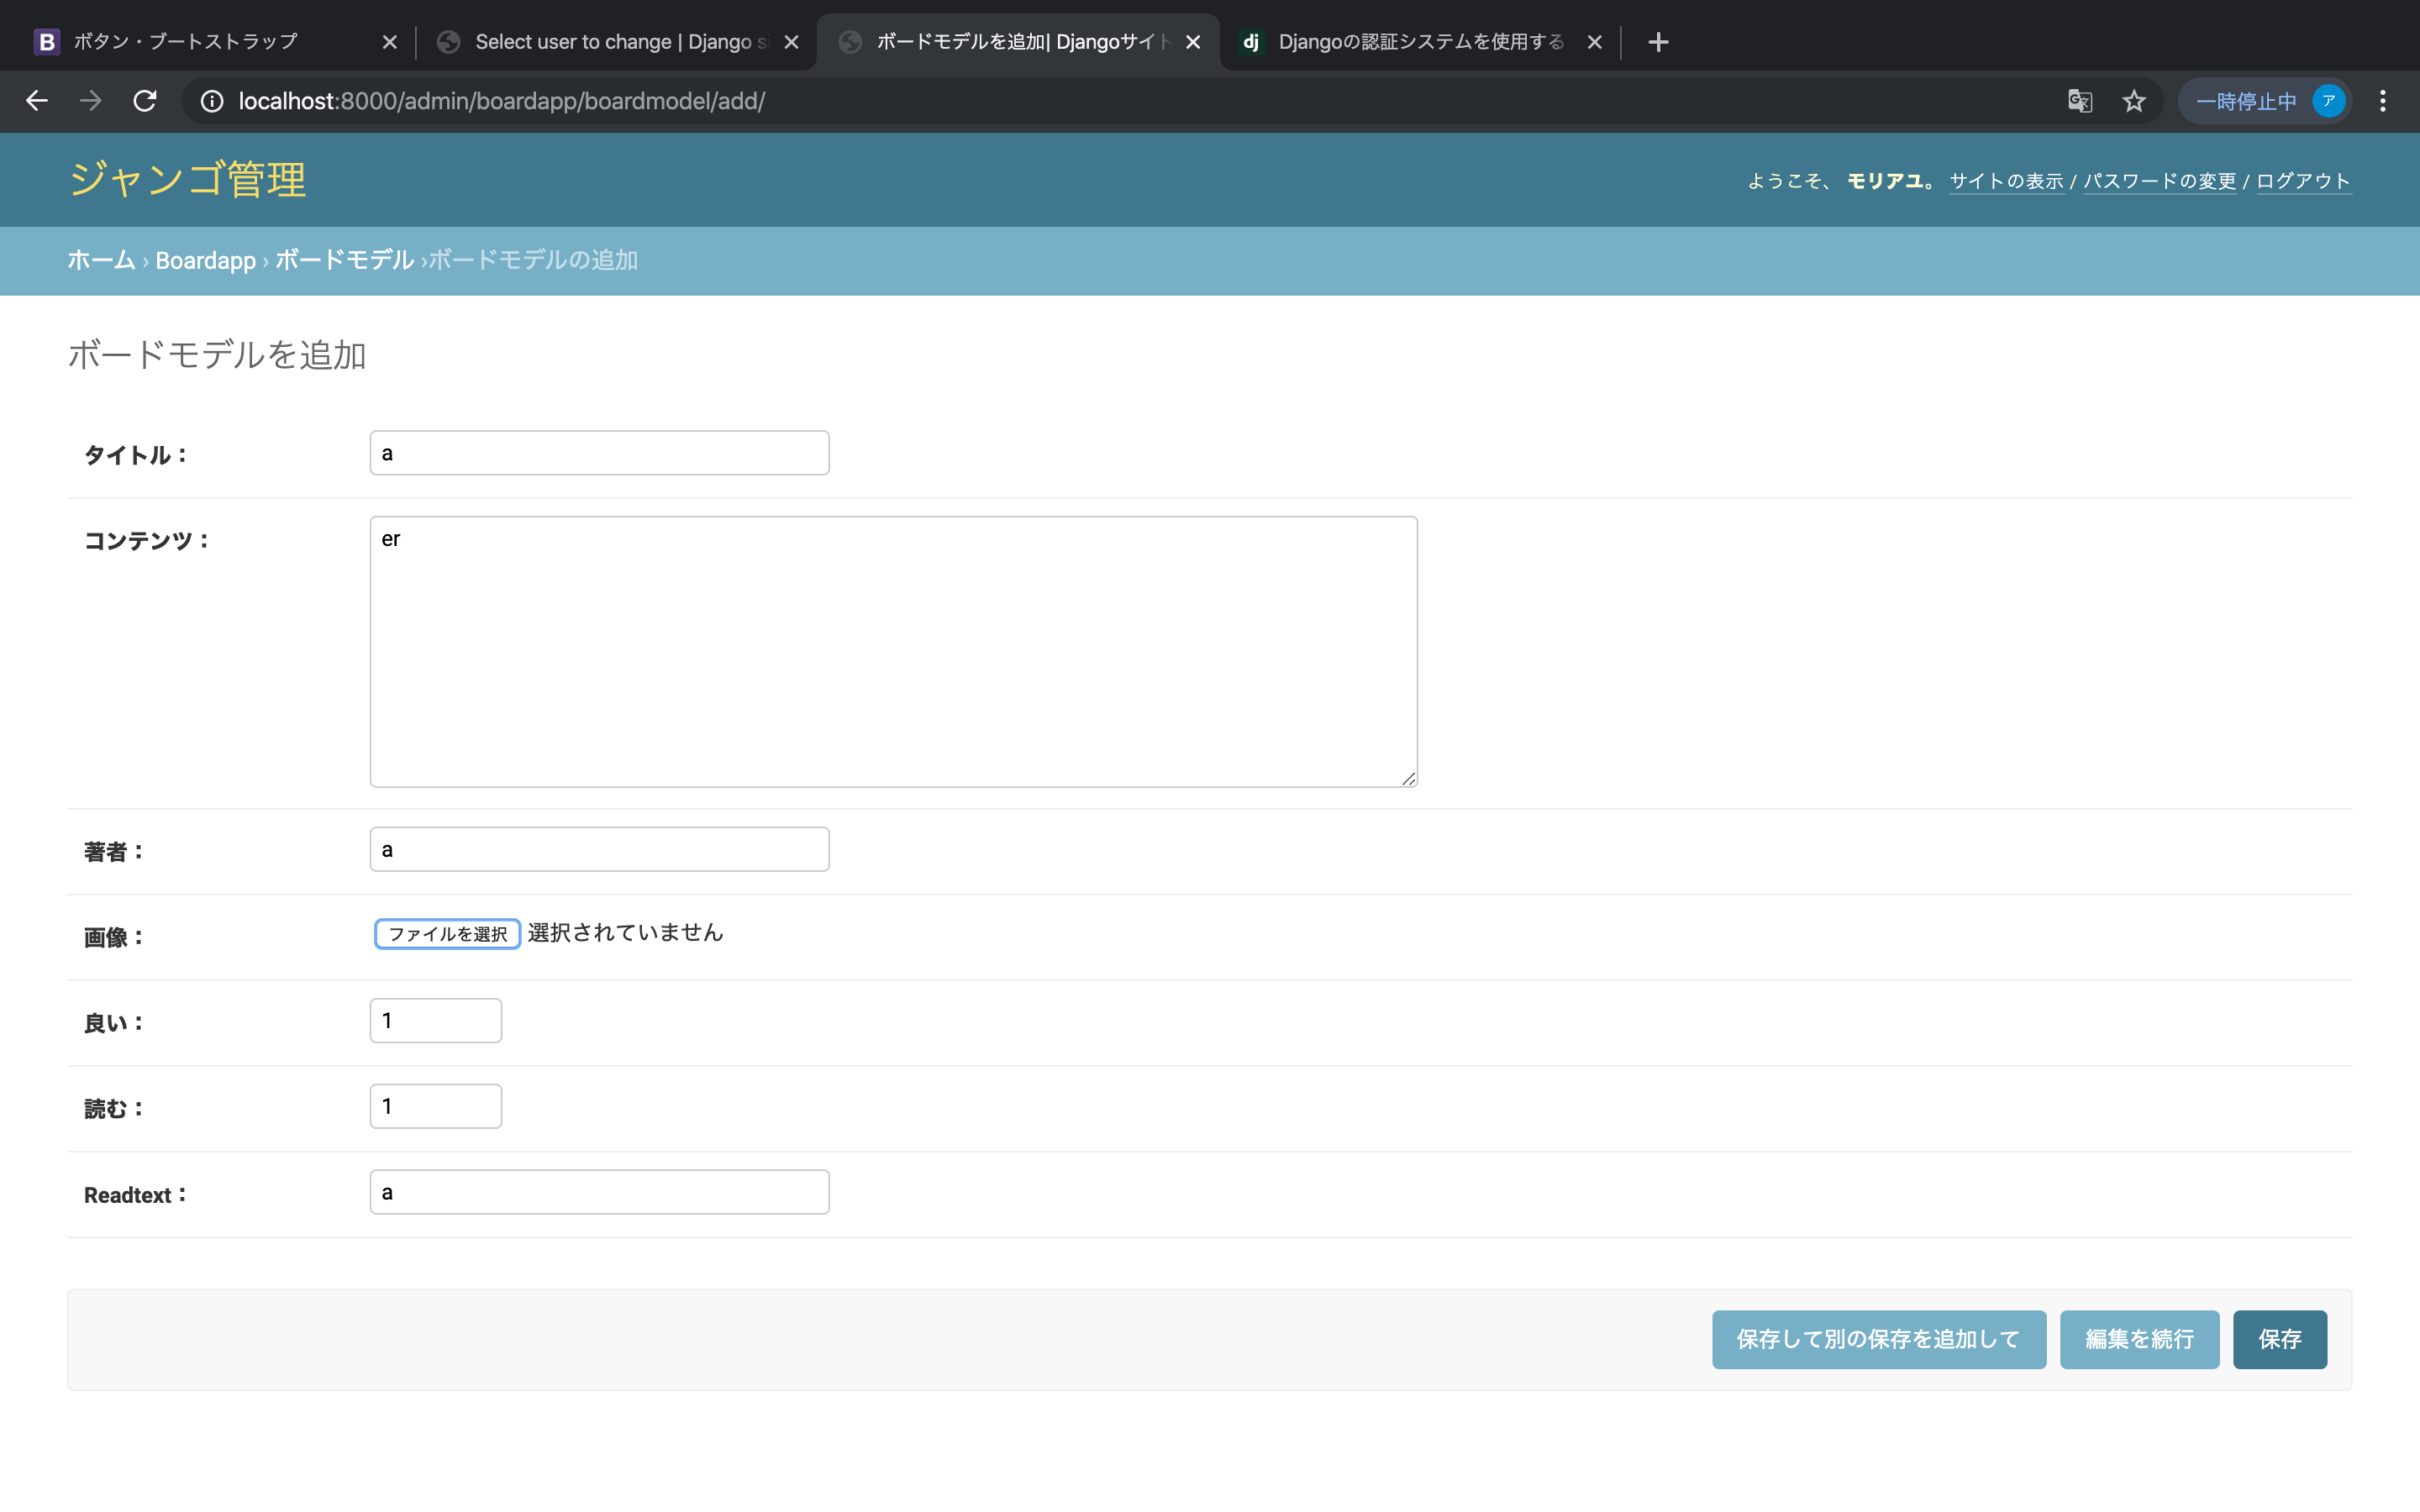 B ボタン・ブートストラップ
Select user to change | Django s
ボードモデルを追加| Djangoサイト
dj Djangoの認証システムを使用する
localhost:8000/admin/boardapp/boardmodel/add/
一時停止中 ア
ジャンゴ管理
ようこそ、 モリアユ。 サイトの表示 / パスワードの変更 / ログアウト
ホーム › Boardapp › ボードモデル ›ボードモデルの追加
ボードモデルを追加
タイトル： a
コンテンツ： er
著者： a
画像： ファイルを選択 選択されていません
良い： 1
読む： 1
Readtext： a
保存して別の保存を追加して 編集を続行 保存